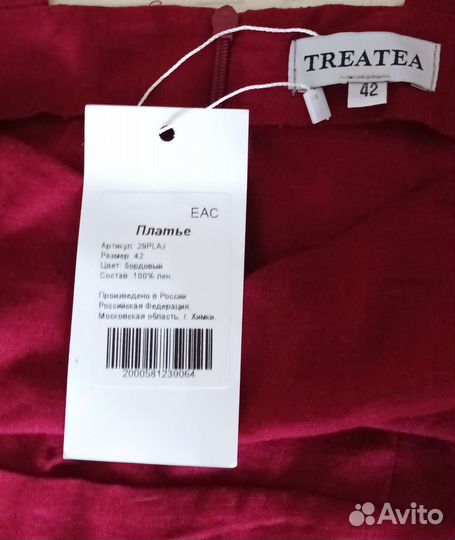 TREATEA
42
EAC
Платье
Артикул: 29PLAJ
Размер: 42
Цвет: бордовый
Состав: 100% лен.
Произведено в России
Российская Федерация,
Московская область, г. Химки.
2000581239064
Avito